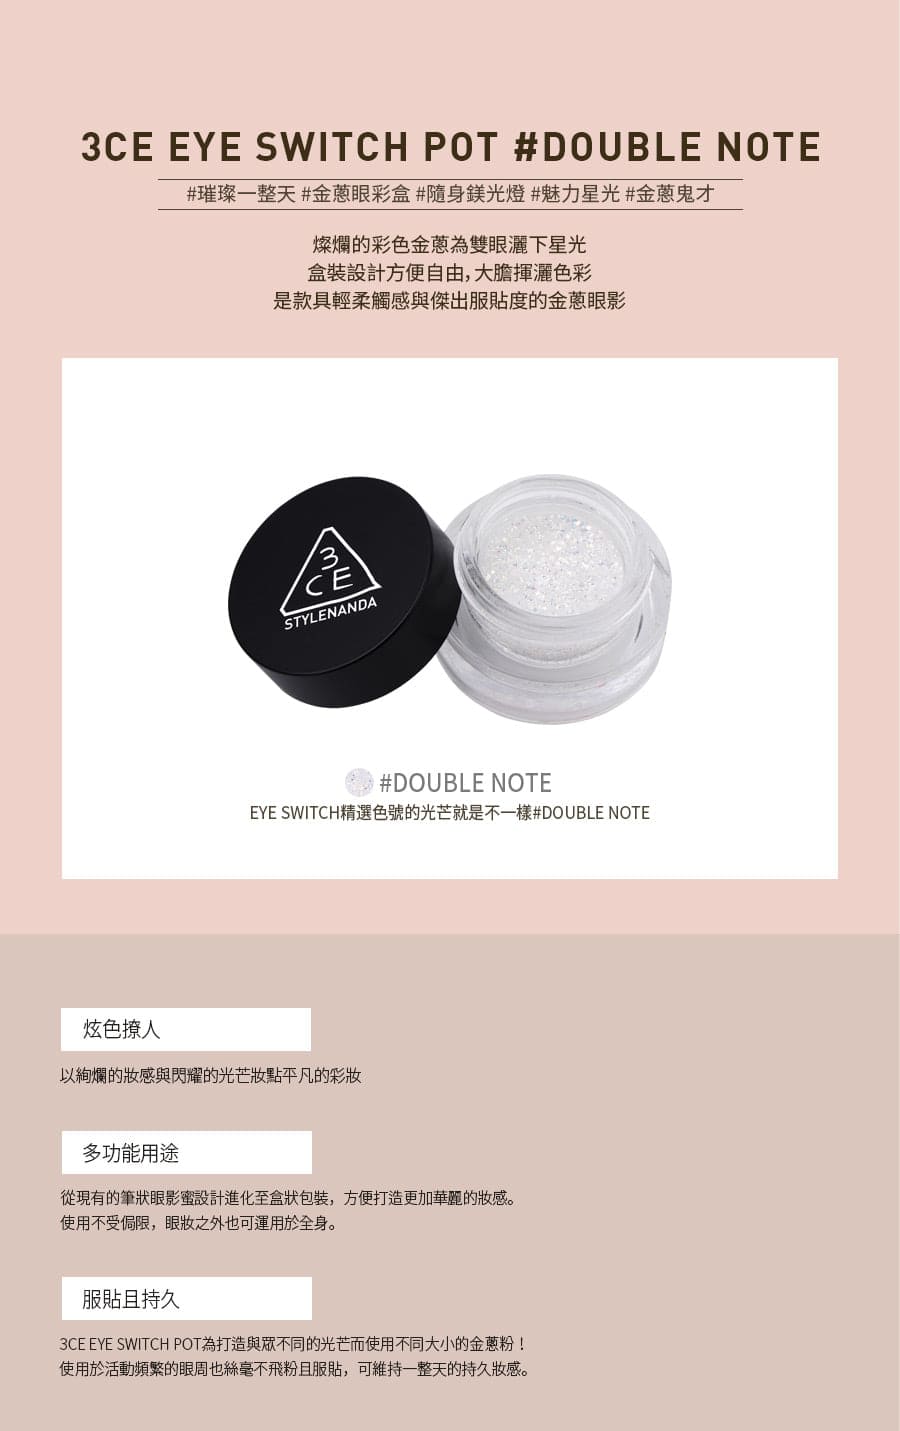 3CE EYE SWITCH POT #DOUBLE NOTE
#璀璨一整天 #金蔥眼彩盒 #隨身鎂光燈 #魅力星光 #金蔥鬼才
燦爛的彩色金蔥為雙眼灑下星光
盒裝設計方便自由，大膽揮灑色彩
是款具輕柔觸感與傑出服貼度的金蔥眼影
3
CE
STYLENANDA
#DOUBLE NOTE
EYE SWITCH精選色號的光芒就是不一樣#DOUBLE NOTE
炫色撩人
以絢爛的妝感與閃耀的光芒妝點平凡的彩妝
多功能用途
從現有的筆狀眼影蜜設計進化至盒狀包裝，方便打造更加華麗的妝感。
使用不受侷限，眼妝之外也可運用於全身。
服貼且持久
3CE EYE SWITCH POT為打造與眾不同的光芒而使用不同大小的金蔥粉！
使用於活動頻繁的眼周也絲毫不飛粉且服貼，可維持一整天的持久妝感。